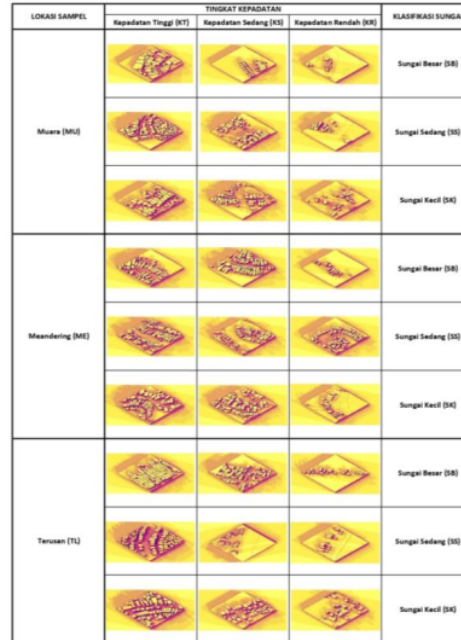 LOKASI SAMPEL
TINGKAT KEPADATAN
KLASIFIKASI SUNGAI
Kepadatan Tinggi (KT)
Kepadatan Sedang (KS)
Kepadatan Rendah (KR)
Muara (MU)
Sungai Besar (SB)
Sungai Sedang (SS)
Sungai Kecil (SK)
Meandering (ME)
Sungai Besar (SB)
Sungai Sedang (SS)
Sungai Kecil (SK)
Terusan (TL)
Sungai Besar (SB)
Sungai Sedang (SS)
Sungai Kecil (SK)